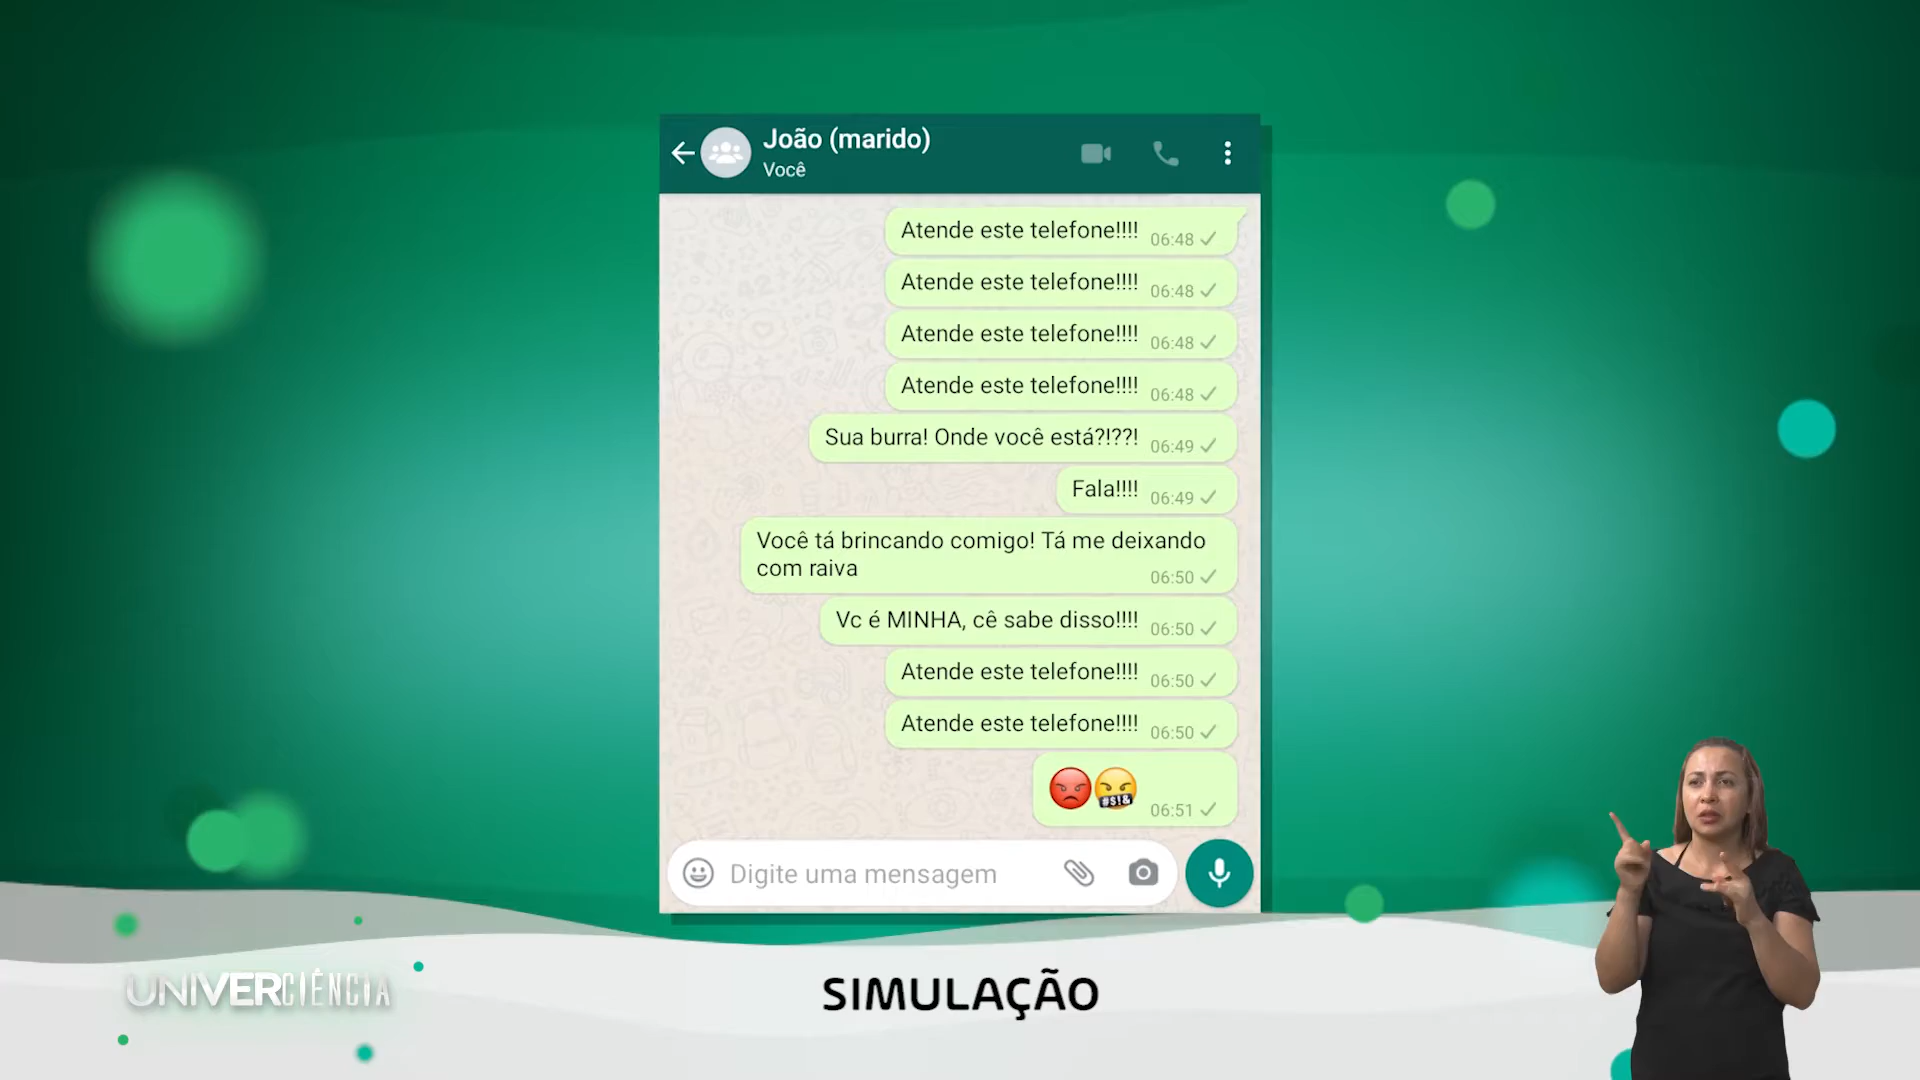 João (marido)
Você
Atende este telefone!!!! 06:48
Atende este telefone!!!! 06:48
Atende este telefone!!!! 06:48
Atende este telefone!!!! 06:48
Sua burra! Onde você está?!??! 06:49
Fala!!!! 06:49
Você tá brincando comigo! Tá me deixando
com raiva 06:50
Vc é MINHA, cê sabe disso!!!! 06:50
Atende este telefone!!!! 06:50
Atende este telefone!!!! 06:50
😡🤬 06:51
Digite uma mensagem
UNIVERCIÊNCIA
SIMULAÇÃO